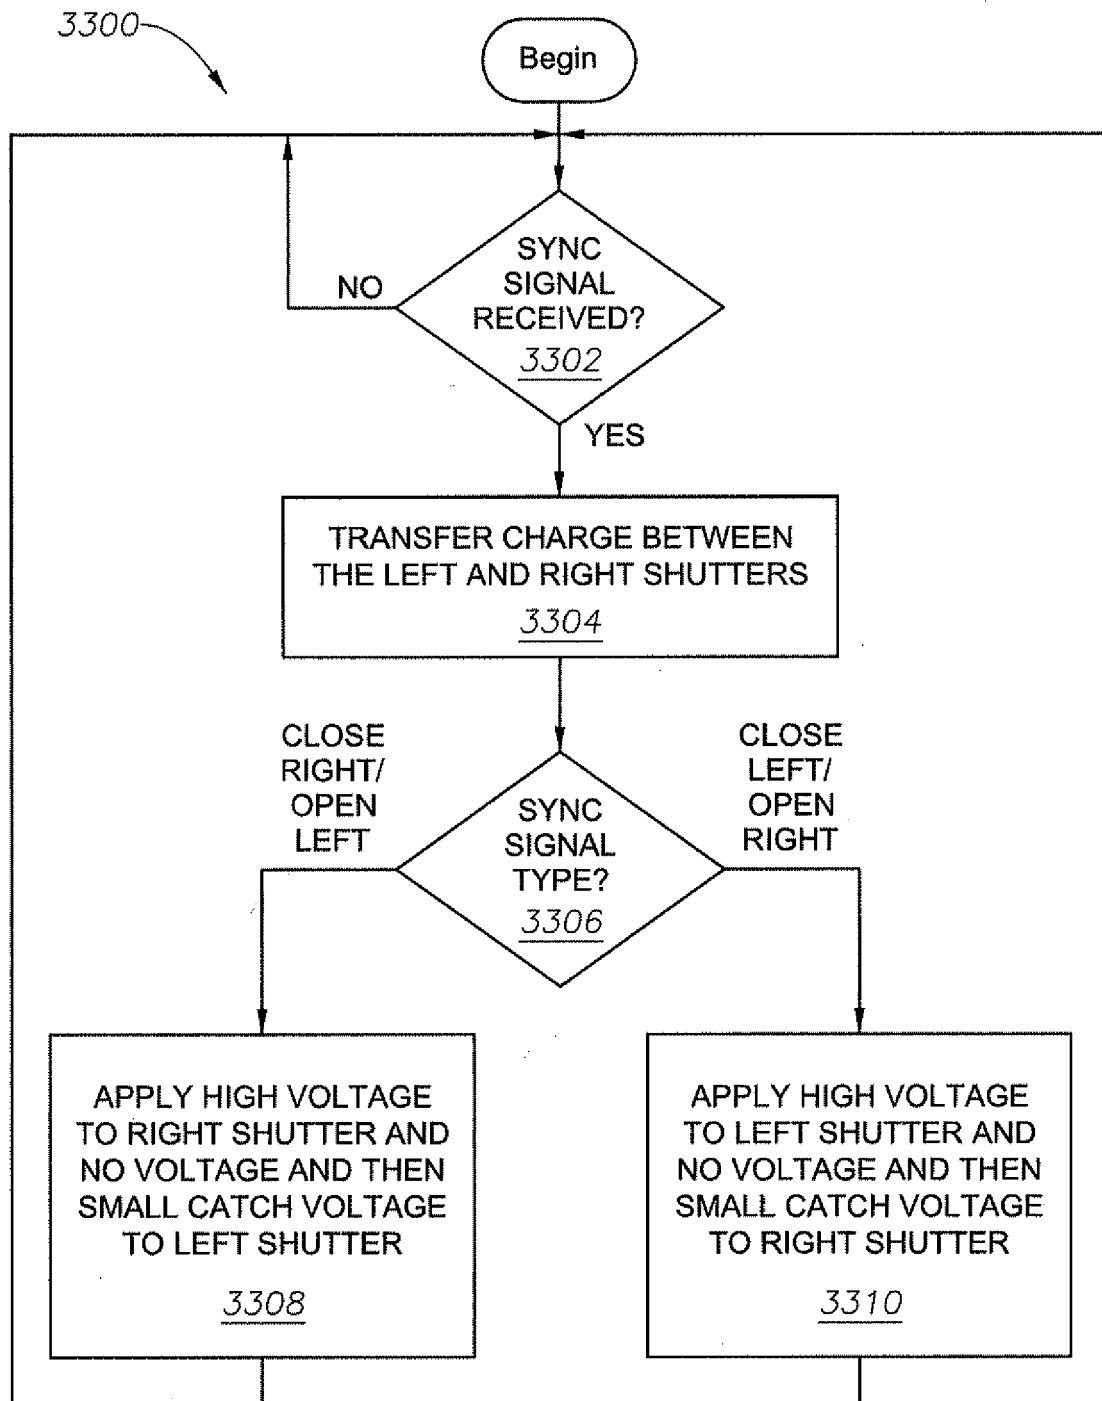 3300
Begin
SYNC
SIGNAL
RECEIVED?
3302
NO
YES
TRANSFER CHARGE BETWEEN
THE LEFT AND RIGHT SHUTTERS
3304
CLOSE
RIGHT/
OPEN
LEFT
SYNC
SIGNAL
TYPE?
3306
CLOSE
LEFT/
OPEN
RIGHT
APPLY HIGH VOLTAGE
TO RIGHT SHUTTER AND
NO VOLTAGE AND THEN
SMALL CATCH VOLTAGE
TO LEFT SHUTTER
3308
APPLY HIGH VOLTAGE
TO LEFT SHUTTER AND
NO VOLTAGE AND THEN
SMALL CATCH VOLTAGE
TO RIGHT SHUTTER
3310